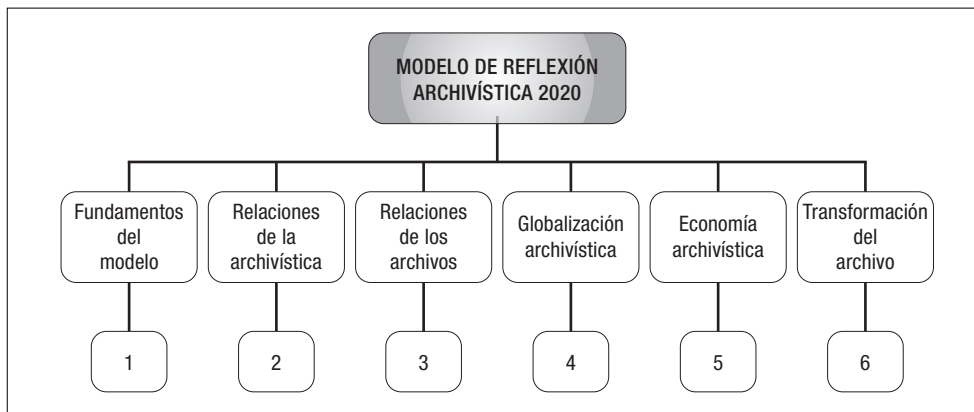 MODELO DE REFLEXIÓN
ARCHIVÍSTICA 2020
Fundamentos
del
modelo
Relaciones
de la
archivística
Relaciones
de los
archivos
Globalización
archivística
Economía
archivística
Transformación
del
archivo
1
2
3
4
5
6